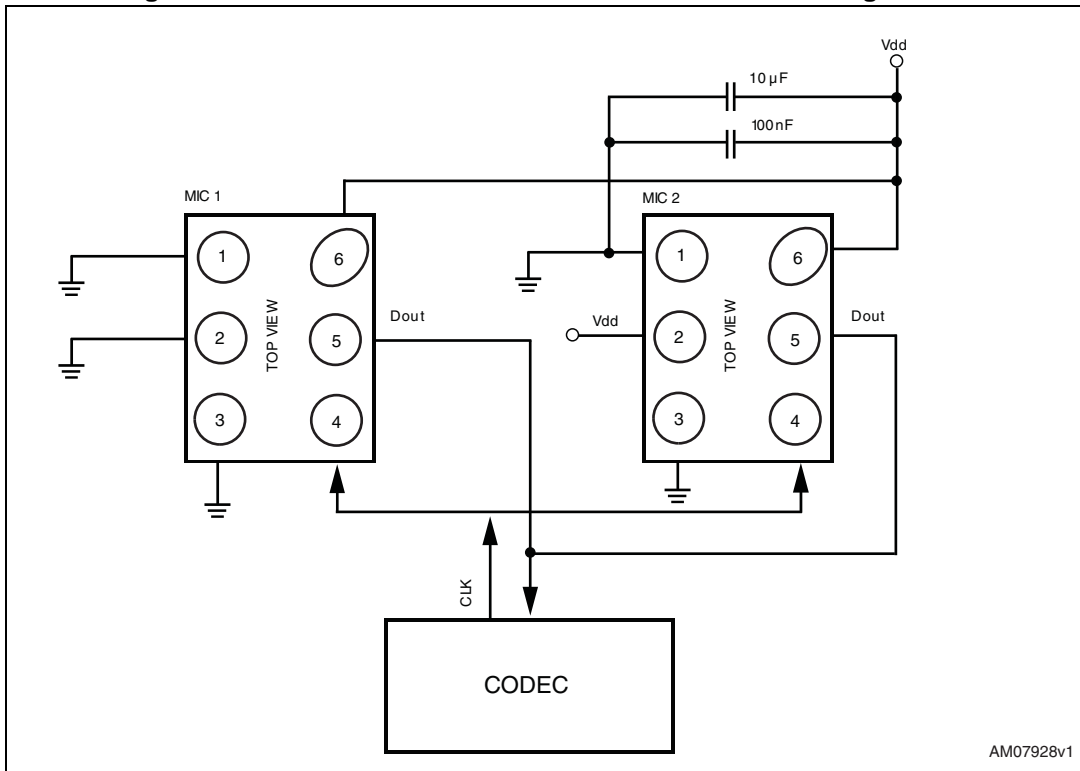 Vdd
10 µF
100nF
MIC 1
MIC 2
1
6
1
6
TOP VIEW
TOP VIEW
Dout
Vdd
Dout
2
5
2
5
3
4
3
4
CLK
CODEC
AM07928v1